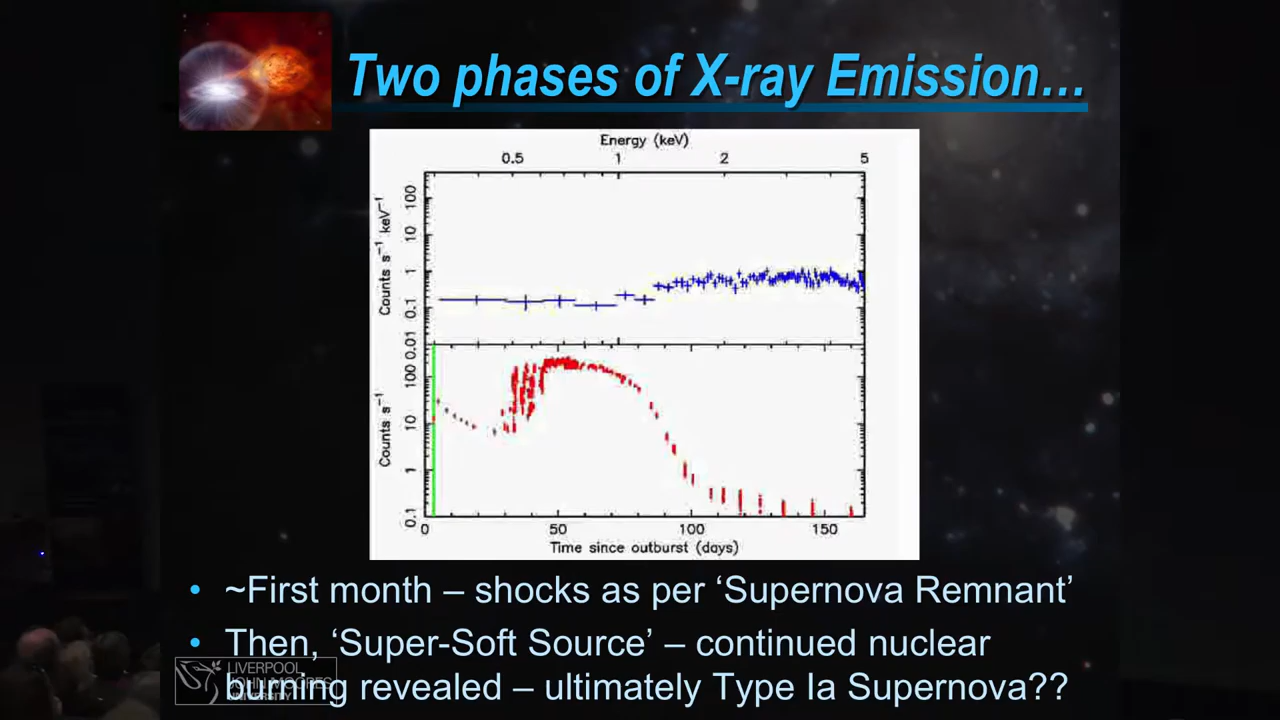 Two phases of X-ray Emission...
Energy (keV)
0.5 1 2 5
Counts s⁻¹ keV⁻¹
100
10
1
0.1
0.01
Counts s⁻¹
100
10
1
0.1
0 50 100 150
Time since outburst (days)
• ~First month – shocks as per ‘Supernova Remnant’
• Then, ‘Super-Soft Source’ – continued nuclear
burning revealed – ultimately Type Ia Supernova??
LIVERPOOL
JOHN MOORES
UNIVERSITY